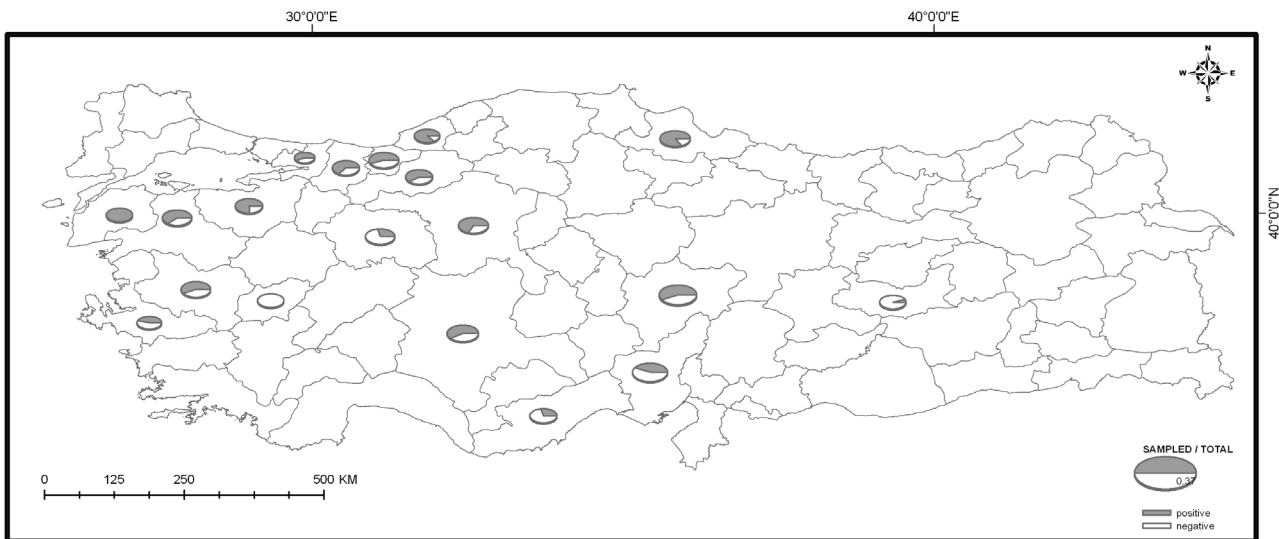 30°0'0"E 40°0'0"E
N
W E
S
40°0'0"N
SAMPLED / TOTAL
0,37
0 125 250 500 KM
positive
negative